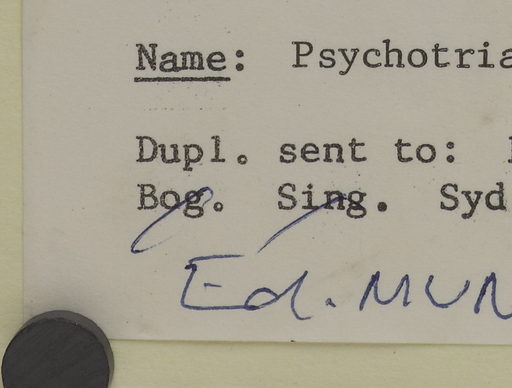 Name: Psychotria
Dupl. sent to:
Bog. Sing. Syd
Ed. MUN